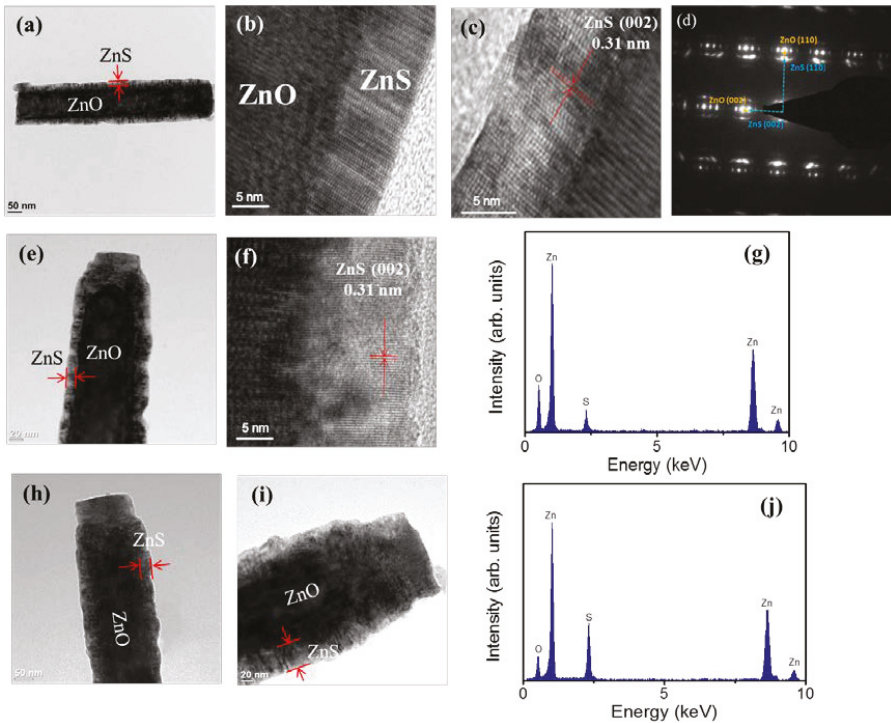 (a)
ZnS
ZnO
50 nm
(b)
ZnO
ZnS
5 nm
(c)
ZnS (002)
0.31 nm
5 nm
(d)
ZnO (110)
ZnS (110)
ZnO (002)
ZnS (002)
(e)
ZnS
ZnO
20 nm
(f)
ZnS (002)
0.31 nm
5 nm
(g)
Intensity (arb. units)
Zn
O
S
Zn
Zn
0
5
10
Energy (keV)
(h)
ZnS
ZnO
50 nm
(i)
ZnO
ZnS
20 nm
(j)
Intensity (arb. units)
Zn
O
S
Zn
Zn
0
5
10
Energy (keV)